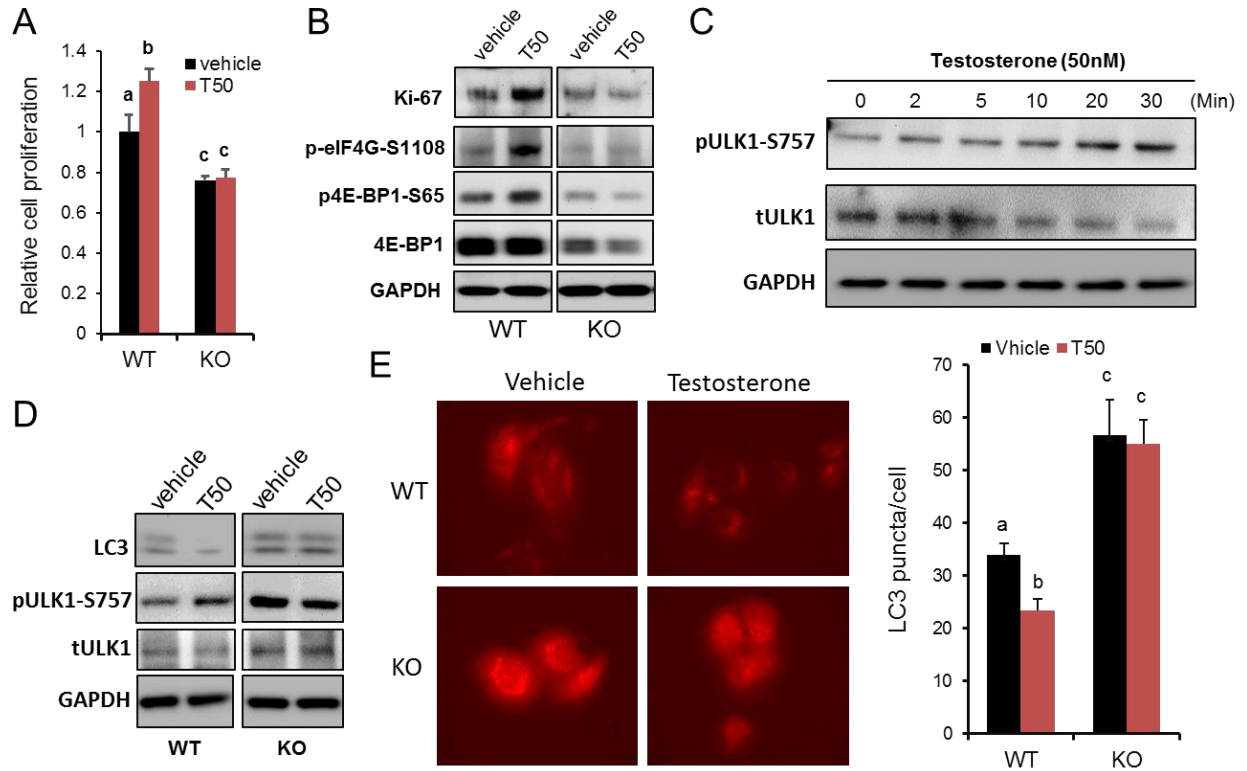 A
Relative cell proliferation
1.4
1.2
1
0.8
0.6
0.4
0.2
0
vehicle
T50
a
b
c
c
WT
KO
B
vehicle
T50
vehicle
T50
Ki-67
p-eIF4G-S1108
p4E-BP1-S65
4E-BP1
GAPDH
WT
KO
C
Testosterone (50nM)
0 2 5 10 20 30 (Min)
pULK1-S757
tULK1
GAPDH
D
vehicle
T50
vehicle
T50
LC3
pULK1-S757
tULK1
GAPDH
WT
KO
E
Vehicle
Testosterone
WT
KO
Vhicle
T50
LC3 puncta/cell
70
60
50
40
30
20
10
0
a
b
c
c
WT
KO